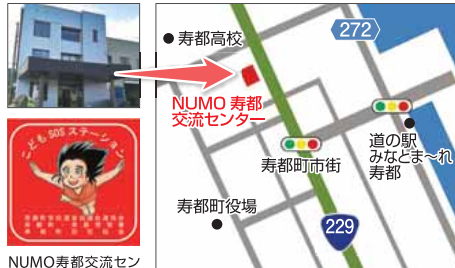 寿都高校
272
NUMO 寿都
交流センター
道の駅
みなとま～れ
寿都
寿都町市街
寿都町役場
229
こどもSOSステーション
NUMO寿都交流セン